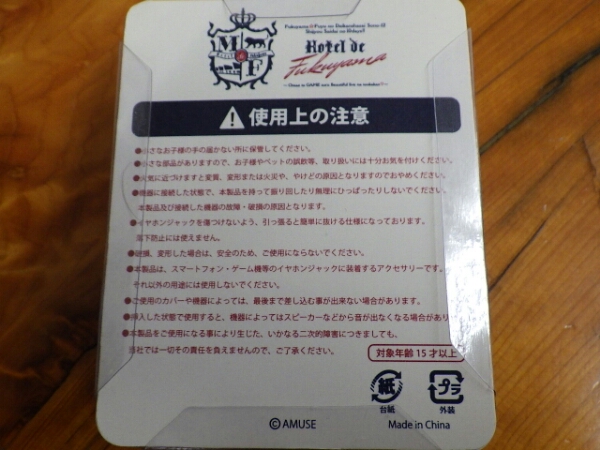 M F
Hotel de
Fukuyama
使用上の注意
●小さなお子様の手の届かない所に保管してください。
●小さな部品がありますので、お子様やペットの誤飲等、取り扱いには十分お気を付けください。
●火気に近づけますと変質、変形または火災や、やけどの原因となりますのでおやめください。
●機器に接続した状態で、本製品を持って振り回したり無理にひっぱったりしないでください。
本製品及び接続した機器の故障・破損の原因となります。
●イヤホンジャックを傷つけないよう、引っ張ると簡単に抜ける仕様になっております。
落下防止には使えません。
●破損、変形した場合は、安全のため、ご使用にならないでください。
●本製品は、スマートフォン・ゲーム機等のイヤホンジャックに装着するアクセサリーです。
それ以外の用途には使用しないでください。
●ご使用のカバーや機器によっては、最後まで差し込む事が出来ない場合があります。
●挿入した状態で使用すると、機器によってはスピーカーなどから音が出なくなる場合があり
●本製品をご使用になる事により生じた、いかなる二次的障害につきましても、
当社では一切その責任を負えませんので、ご了承ください。
対象年齢15才以上
紙 プラ
台紙 外装
©AMUSE Made in China